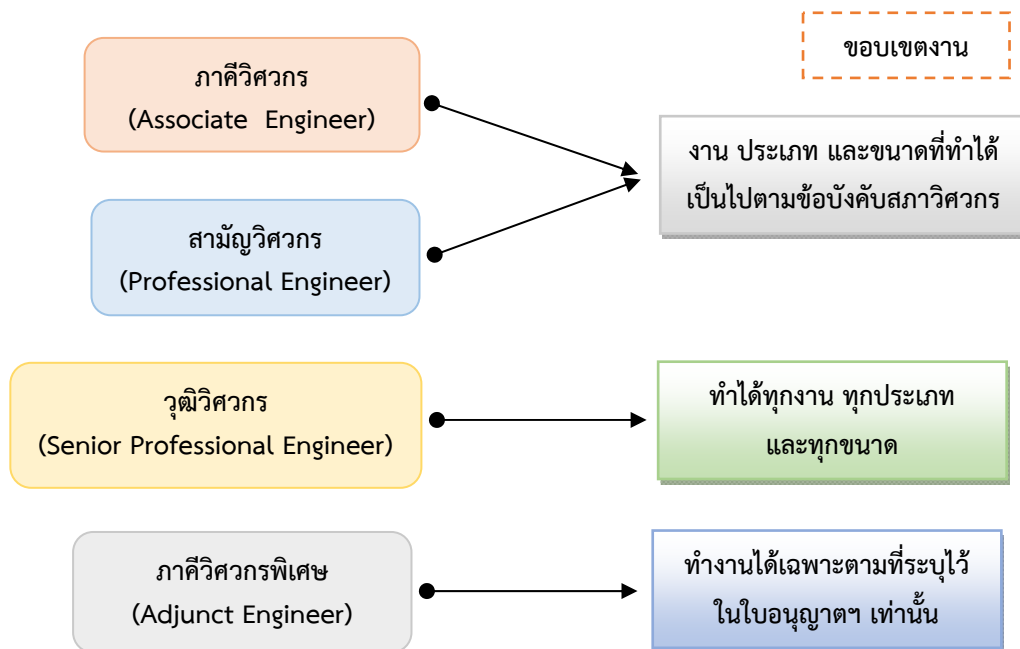 ขอบเขตงาน
ภาคีวิศวกร
(Associate Engineer)
งาน ประเภท และขนาดที่ทำได้
เป็นไปตามข้อบังคับสภาวิศวกร
สามัญวิศวกร
(Professional Engineer)
วุฒิวิศวกร
(Senior Professional Engineer)
ทำได้ทุกงาน ทุกประเภท
และทุกขนาด
ภาคีวิศวกรพิเศษ
(Adjunct Engineer)
ทำงานได้เฉพาะตามที่ระบุไว้
ในใบอนุญาตฯ เท่านั้น